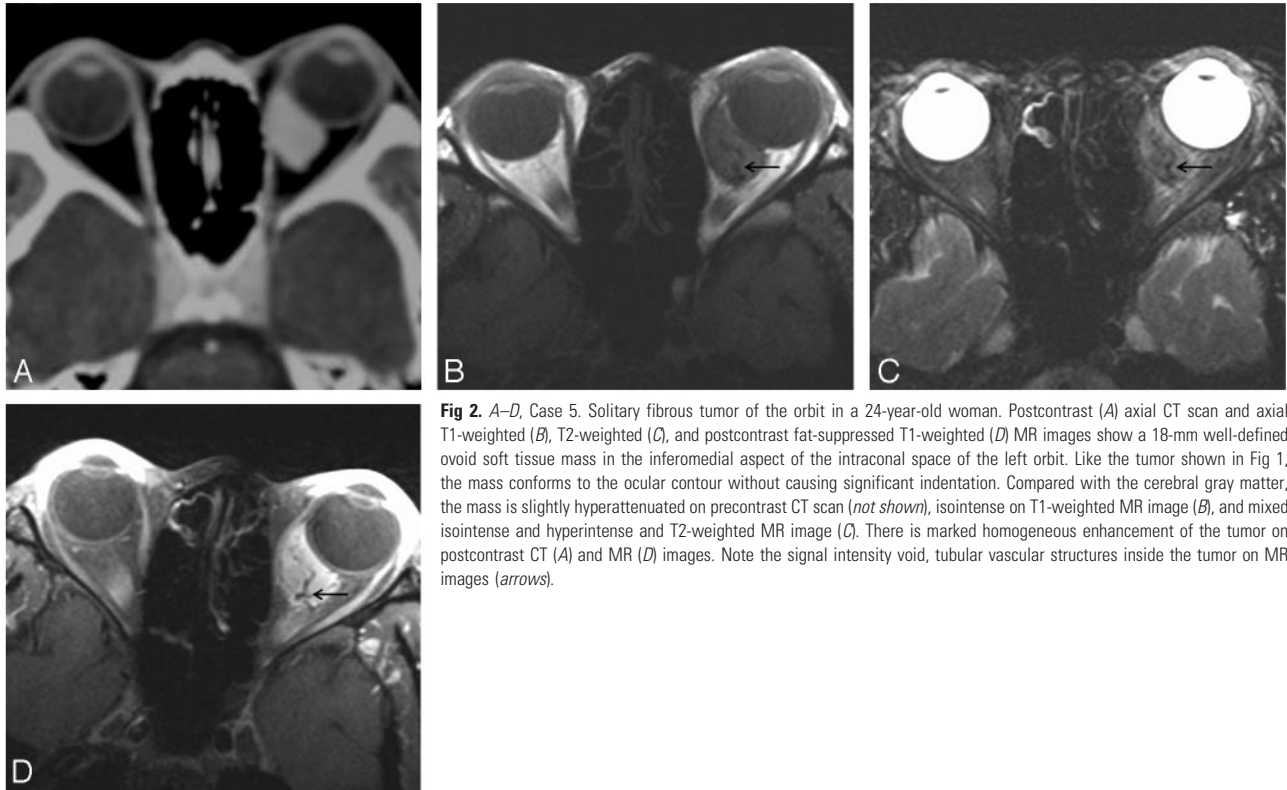 A
B
C
D
Fig 2. A–D, Case 5. Solitary fibrous tumor of the orbit in a 24-year-old woman. Postcontrast (A) axial CT scan and axial
T1-weighted (B), T2-weighted (C), and postcontrast fat-suppressed T1-weighted (D) MR images show a 18-mm well-defined
ovoid soft tissue mass in the inferomedial aspect of the intraconal space of the left orbit. Like the tumor shown in Fig 1,
the mass conforms to the ocular contour without causing significant indentation. Compared with the cerebral gray matter,
the mass is slightly hyperattenuated on precontrast CT scan (not shown), isointense on T1-weighted MR image (B), and mixed
isointense and hyperintense and T2-weighted MR image (C). There is marked homogeneous enhancement of the tumor on
postcontrast CT (A) and MR (D) images. Note the signal intensity void, tubular vascular structures inside the tumor on MR
images (arrows).